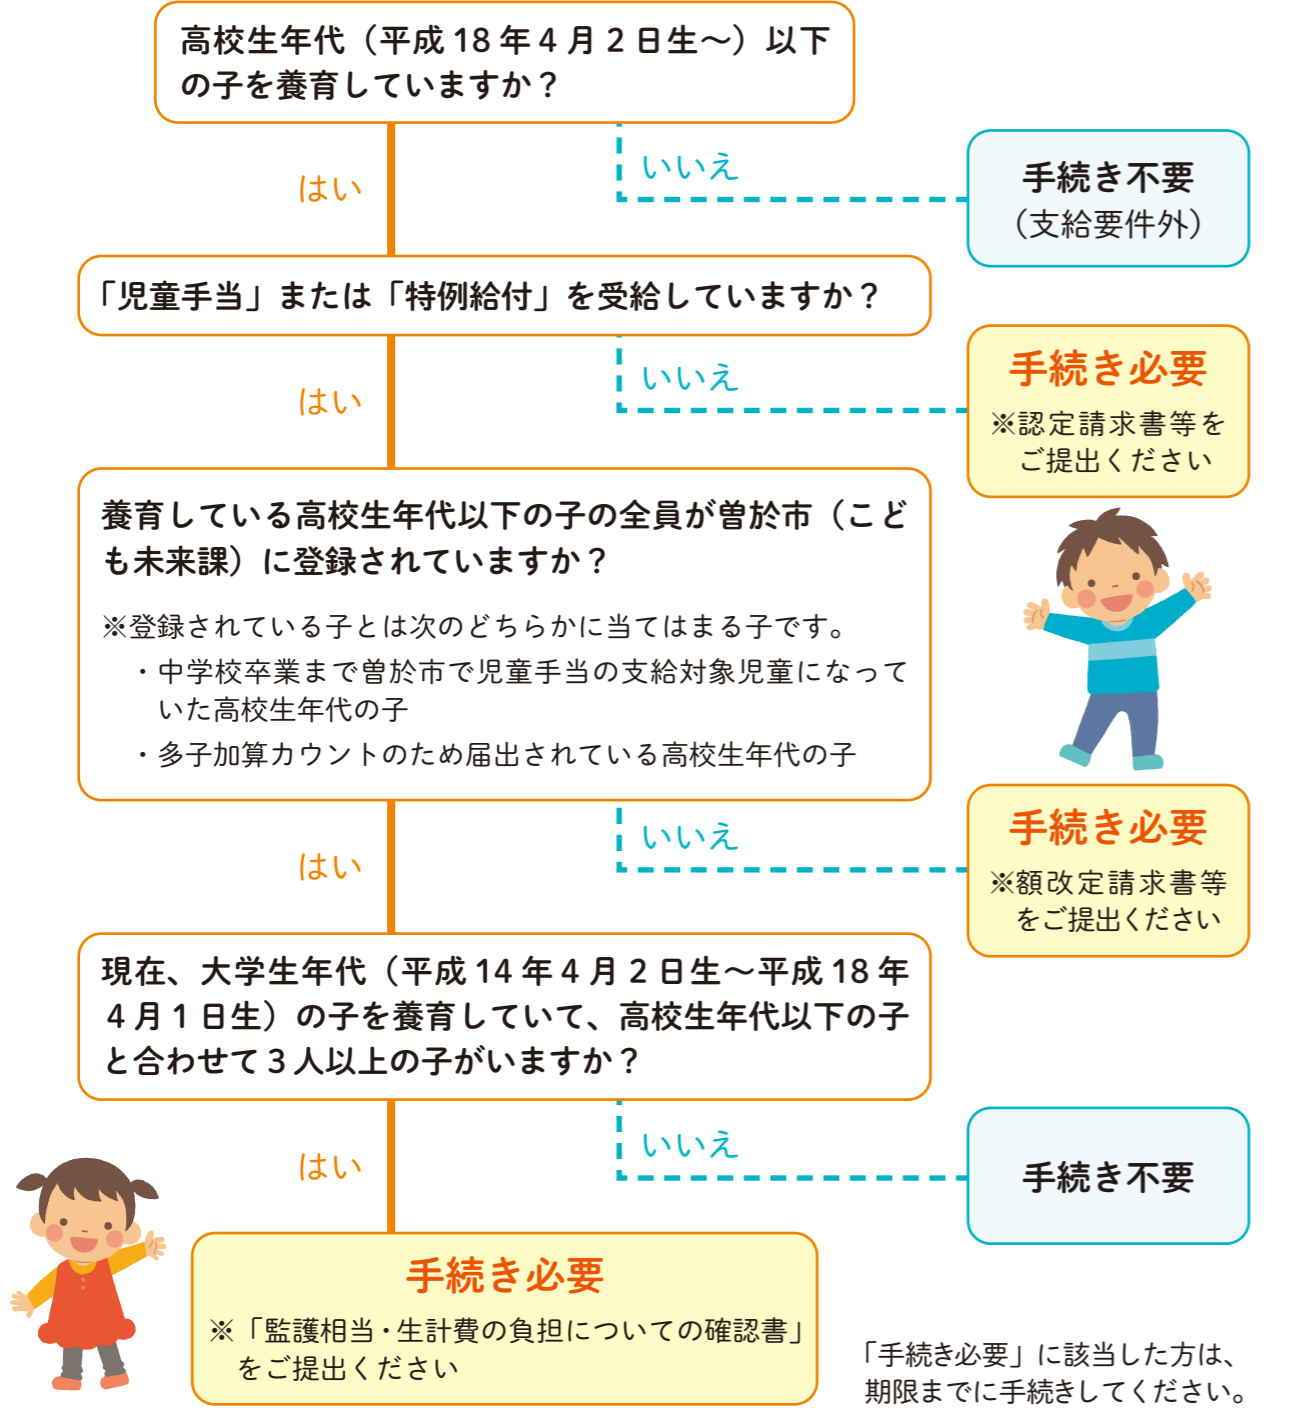 高校生年代（平成 18 年 4 月 2 日生～）以下
の子を養育していますか？
はい
いいえ
手続き不要
（支給要件外）
「児童手当」または「特例給付」を受給していますか？
はい
いいえ
手続き必要
※認定請求書等を
ご提出ください
養育している高校生年代以下の子の全員が曽於市（こど
も未来課）に登録されていますか？
※登録されている子とは次のどちらかに当てはまる子です。
・中学校卒業まで曽於市で児童手当の支給対象児童になって
いた高校生年代の子
・多子加算カウントのため届出されている高校生年代の子
はい
いいえ
手続き必要
※額改定請求書等
をご提出ください
現在、大学生年代（平成 14 年 4 月 2 日生～平成 18 年
4 月 1 日生）の子を養育していて、高校生年代以下の子
と合わせて 3 人以上の子がいますか？
はい
いいえ
手続き不要
手続き必要
※「監護相当・生計費の負担についての確認書」
をご提出ください
「手続き必要」に該当した方は、
期限までに手続きしてください。